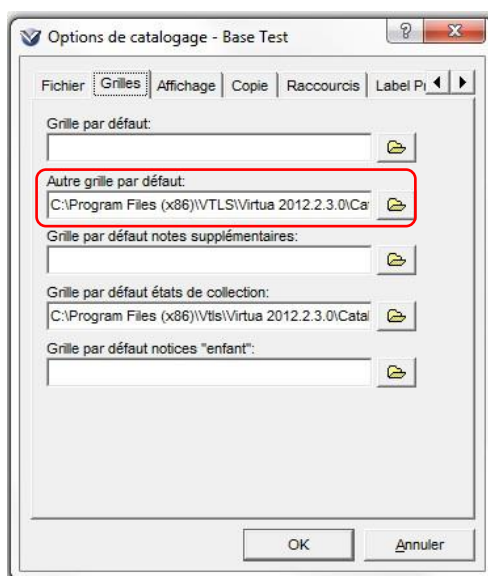 Options de catalogage - Base Test
Fichier Grilles Affichage Copie Raccourcis Label Pr
Grille par défaut:
Autre grille par défaut:
C:\Program Files (x86)\VTLS\Virtua 2012.2.3.0\Ca
Grille par défaut notes supplémentaires:
Grille par défaut états de collection:
C:\Program Files (x86)\Vtls\Virtua 2012.2.3.0\Catal
Grille par défaut notices "enfant":
OK Annuler